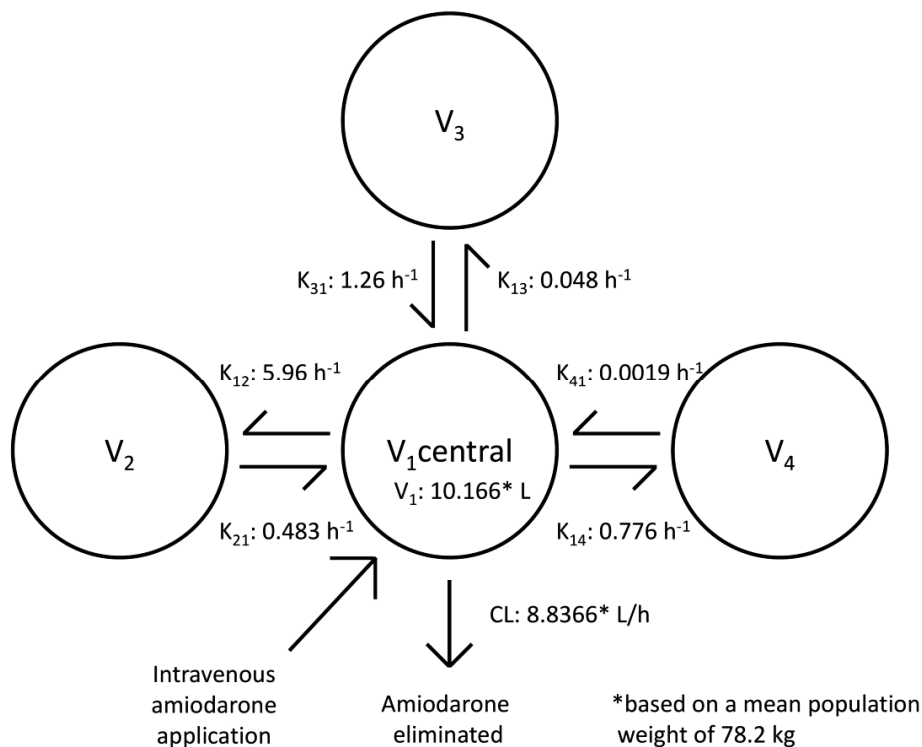 V₃
K₃₁: 1.26 h⁻¹
K₁₃: 0.048 h⁻¹
K₁₂: 5.96 h⁻¹
K₄₁: 0.0019 h⁻¹
V₂
V₁central
V₁: 10.166* L
V₄
K₂₁: 0.483 h⁻¹
K₁₄: 0.776 h⁻¹
CL: 8.8366* L/h
Intravenous
amiodarone
application
Amiodarone
eliminated
*based on a mean population
weight of 78.2 kg